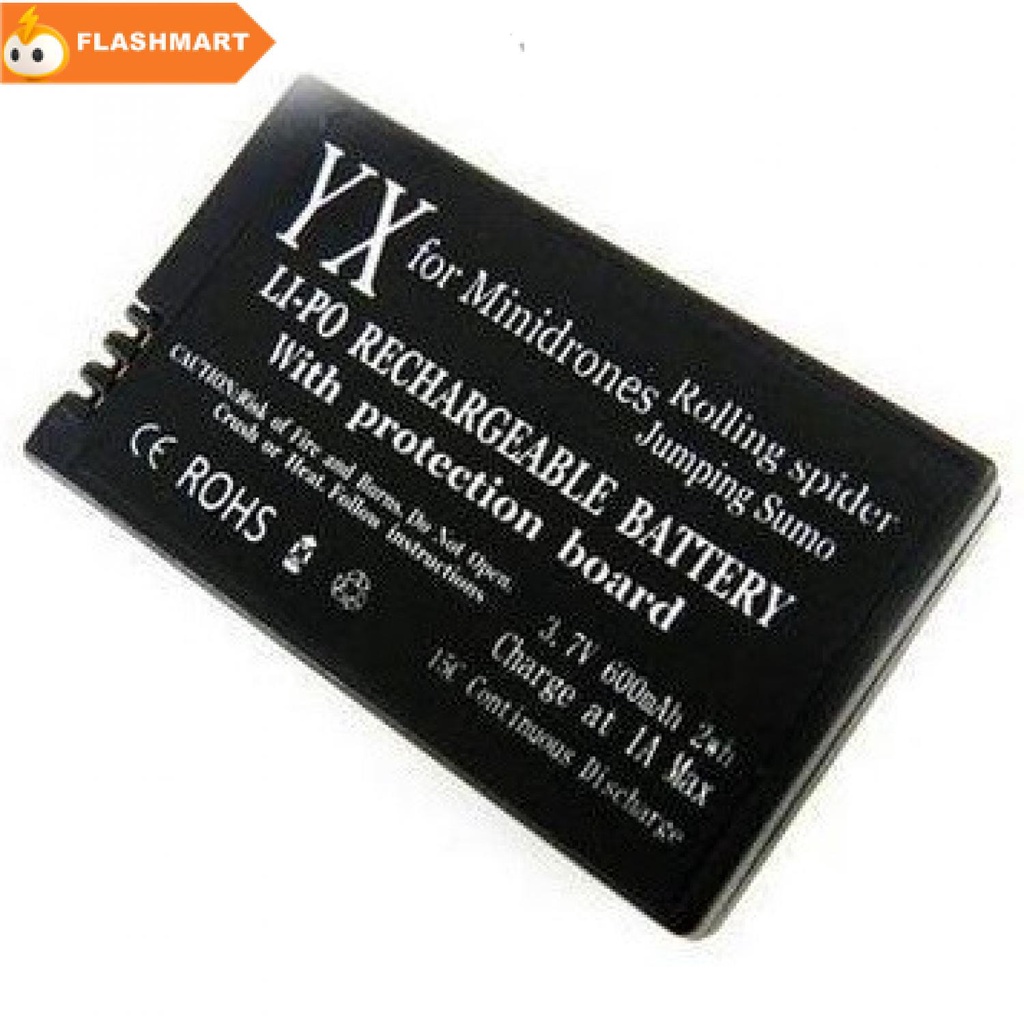 FLASHMART
YX for Minidrones Rolling spider
Jumping Sumo
LI-PO RECHARGEABLE BATTERY
With protection board
CAUTION:Risk of Fire and Burns. Do Not Open,
Crush or Heat. Follow Instructions.
CE ROHS
3.7V 600mAh 2Wh
Charge at 1A Max
15C Continuous Discharge